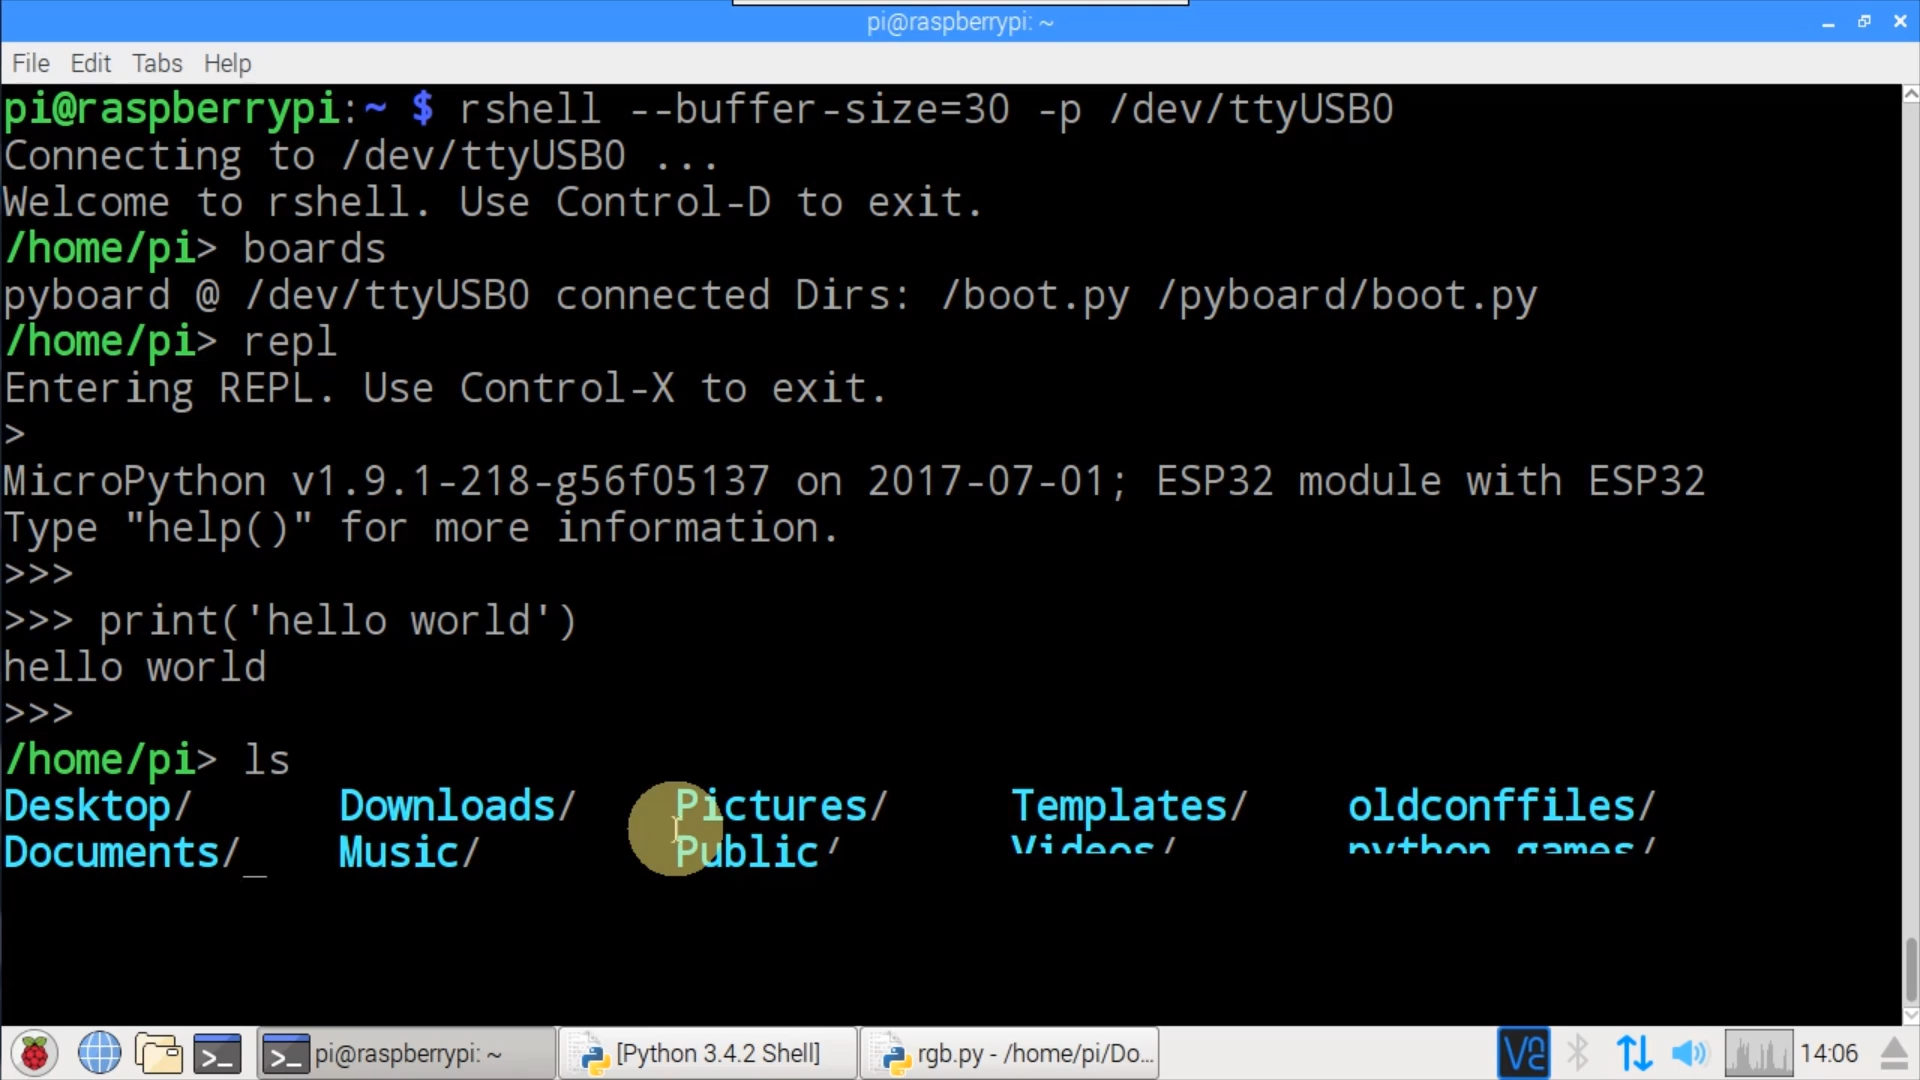 pi@raspberrypi: ~
File Edit Tabs Help
pi@raspberrypi:~ $ rshell --buffer-size=30 -p /dev/ttyUSB0
Connecting to /dev/ttyUSB0 ...
Welcome to rshell. Use Control-D to exit.
/home/pi> boards
pyboard @ /dev/ttyUSB0 connected Dirs: /boot.py /pyboard/boot.py
/home/pi> repl
Entering REPL. Use Control-X to exit.
>
MicroPython v1.9.1-218-g56f05137 on 2017-07-01; ESP32 module with ESP32
Type "help()" for more information.
>>>
>>> print('hello world')
hello world
>>>
/home/pi> ls
Desktop/ Downloads/ Pictures/ Templates/ oldconffiles/
Documents/_ Music/ Public/ Videos/ python_games/
pi@raspberrypi: ~ [Python 3.4.2 Shell] rgb.py - /home/pi/Do... V2 14:06